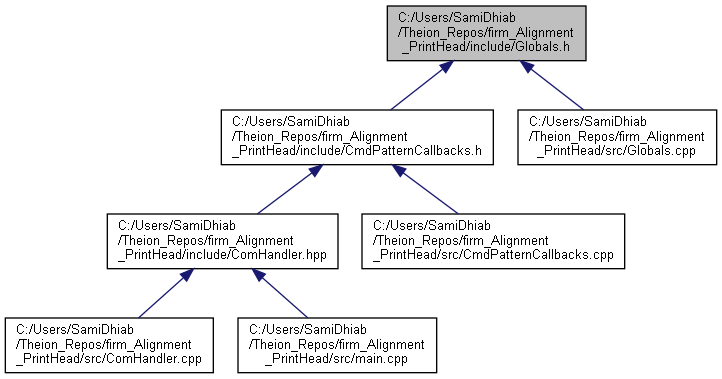 C:/Users/SamiDhiab
/Theion_Repos/firm_Alignment
_PrintHead/include/Globals.h
C:/Users/SamiDhiab
/Theion_Repos/firm_Alignment
_PrintHead/include/CmdPatternCallbacks.h
C:/Users/SamiDhiab
/Theion_Repos/firm_Alignment
_PrintHead/src/Globals.cpp
C:/Users/SamiDhiab
/Theion_Repos/firm_Alignment
_PrintHead/include/ComHandler.hpp
C:/Users/SamiDhiab
/Theion_Repos/firm_Alignment
_PrintHead/src/CmdPatternCallbacks.cpp
C:/Users/SamiDhiab
/Theion_Repos/firm_Alignment
_PrintHead/src/ComHandler.cpp
C:/Users/SamiDhiab
/Theion_Repos/firm_Alignment
_PrintHead/src/main.cpp